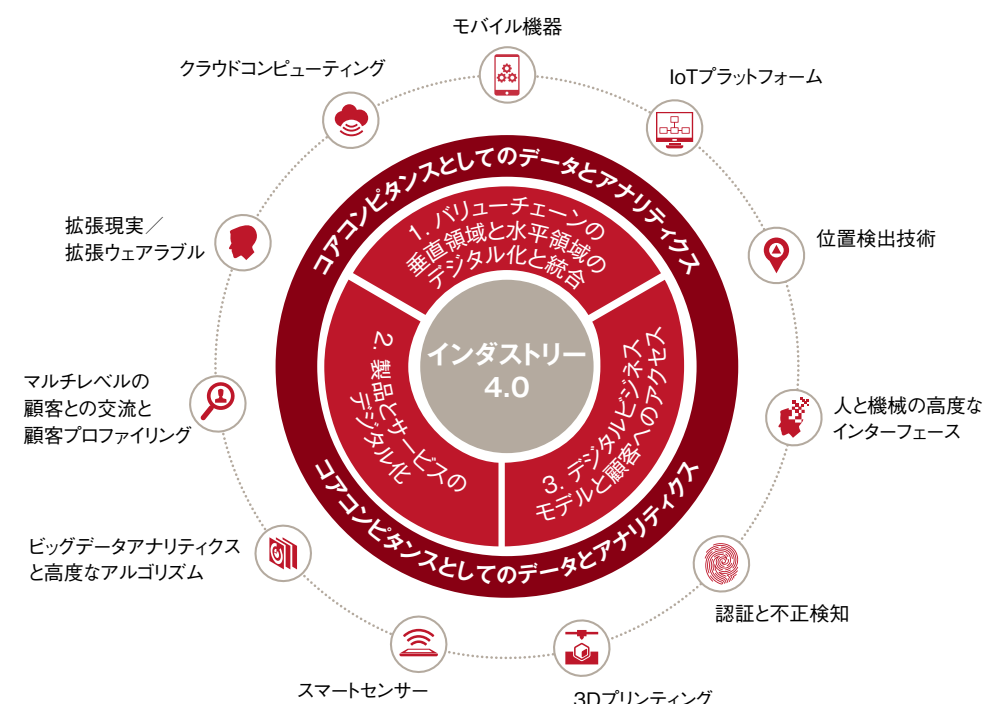 モバイル機器
クラウドコンピューティング
IoTプラットフォーム
コアコンピタンスとしてのデータとアナリティクス
1. バリューチェーンの
垂直領域と水平領域の
デジタル化と統合
拡張現実／
拡張ウェアラブル
位置検出技術
インダストリー
4.0
2. 製品とサービスの
デジタル化
3. デジタルビジネス
モデルと顧客へのアクセス
マルチレベルの
顧客との交流と
顧客プロファイリング
人と機械の高度な
インターフェース
コアコンピタンスとしてのデータとアナリティクス
ビッグデータアナリティクス
と高度なアルゴリズム
認証と不正検知
スマートセンサー
3Dプリンティング